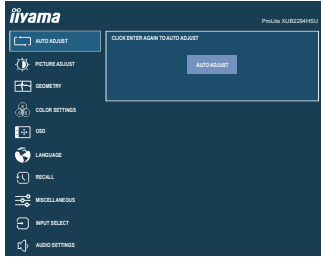 iiyama
ProLite XUB2294HSU
AUTO ADJUST
CLICK ENTER AGAIN TO AUTO ADJUST
AUTO ADJUST
PICTURE ADJUST
GEOMETRY
COLOR SETTINGS
OSD
LANGUAGE
RECALL
MISCELLANEOUS
INPUT SELECT
AUDIO SETTINGS